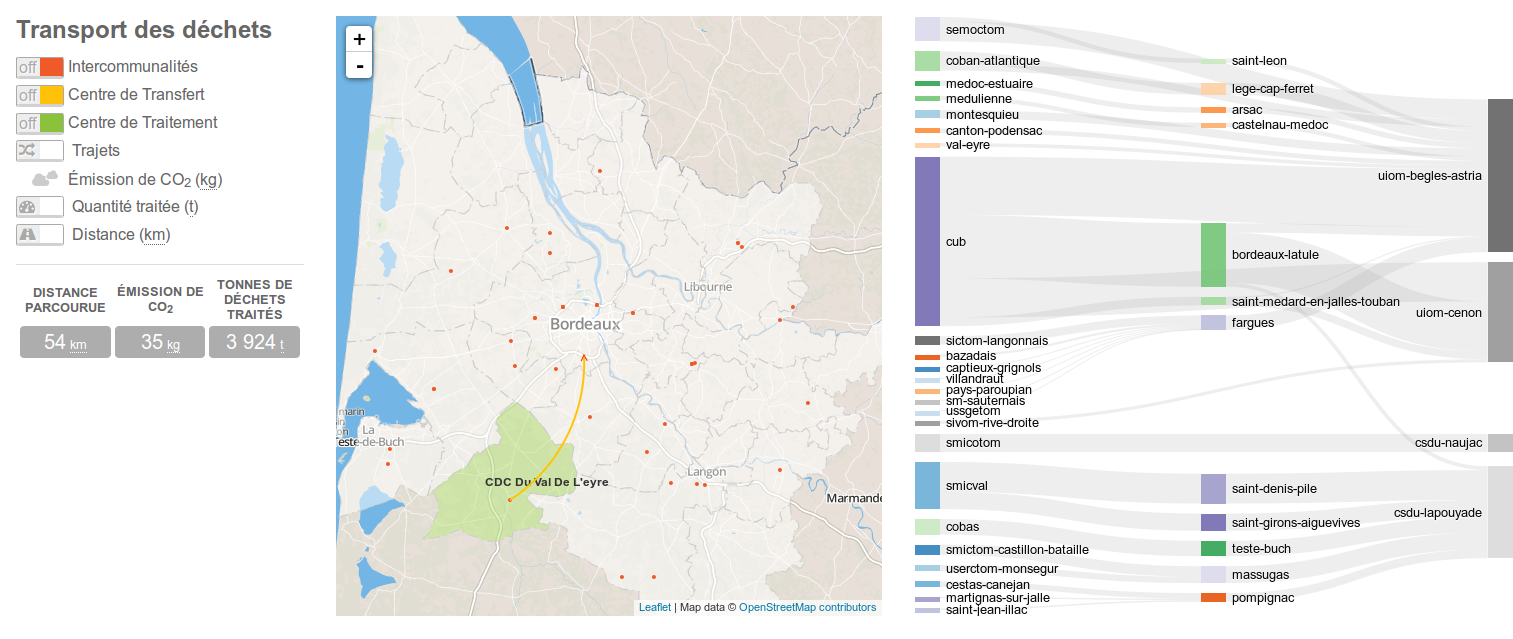 Transport des déchets
off Intercommunalités
off Centre de Transfert
off Centre de Traitement
Trajets
Émission de CO2 (kg)
Quantité traitée (t)
Distance (km)
DISTANCE PARCOURUE
54 km
ÉMISSION DE CO2
35 kg
TONNES DE DÉCHETS TRAITÉS
3 924 t
+
-
Libourne
Bordeaux
marin
La
Teste-de-Buch
CDC Du Val De L'eyre
Langon
Marmande
Leaflet | Map data © OpenStreetMap contributors
semoctom
coban-atlantique
medoc-estuaire
medulienne
montesquieu
canton-podensac
val-eyre
cub
sictom-langonnais
bazadais
captieux-grignols
villandraut
pays-paroupian
sm-sauternais
ussgetom
sivom-rive-droite
smicotom
smicval
cobas
smictom-castillon-bataille
userctom-monsegur
cestas-canejan
martignas-sur-jalle
saint-jean-illac
saint-leon
lege-cap-ferret
arsac
castelnau-medoc
bordeaux-latule
saint-medard-en-jalles-touban
fargues
saint-denis-pile
saint-girons-aiguevives
teste-buch
massugas
pompignac
uiom-begles-astria
uiom-cenon
csdu-naujac
csdu-lapouyade